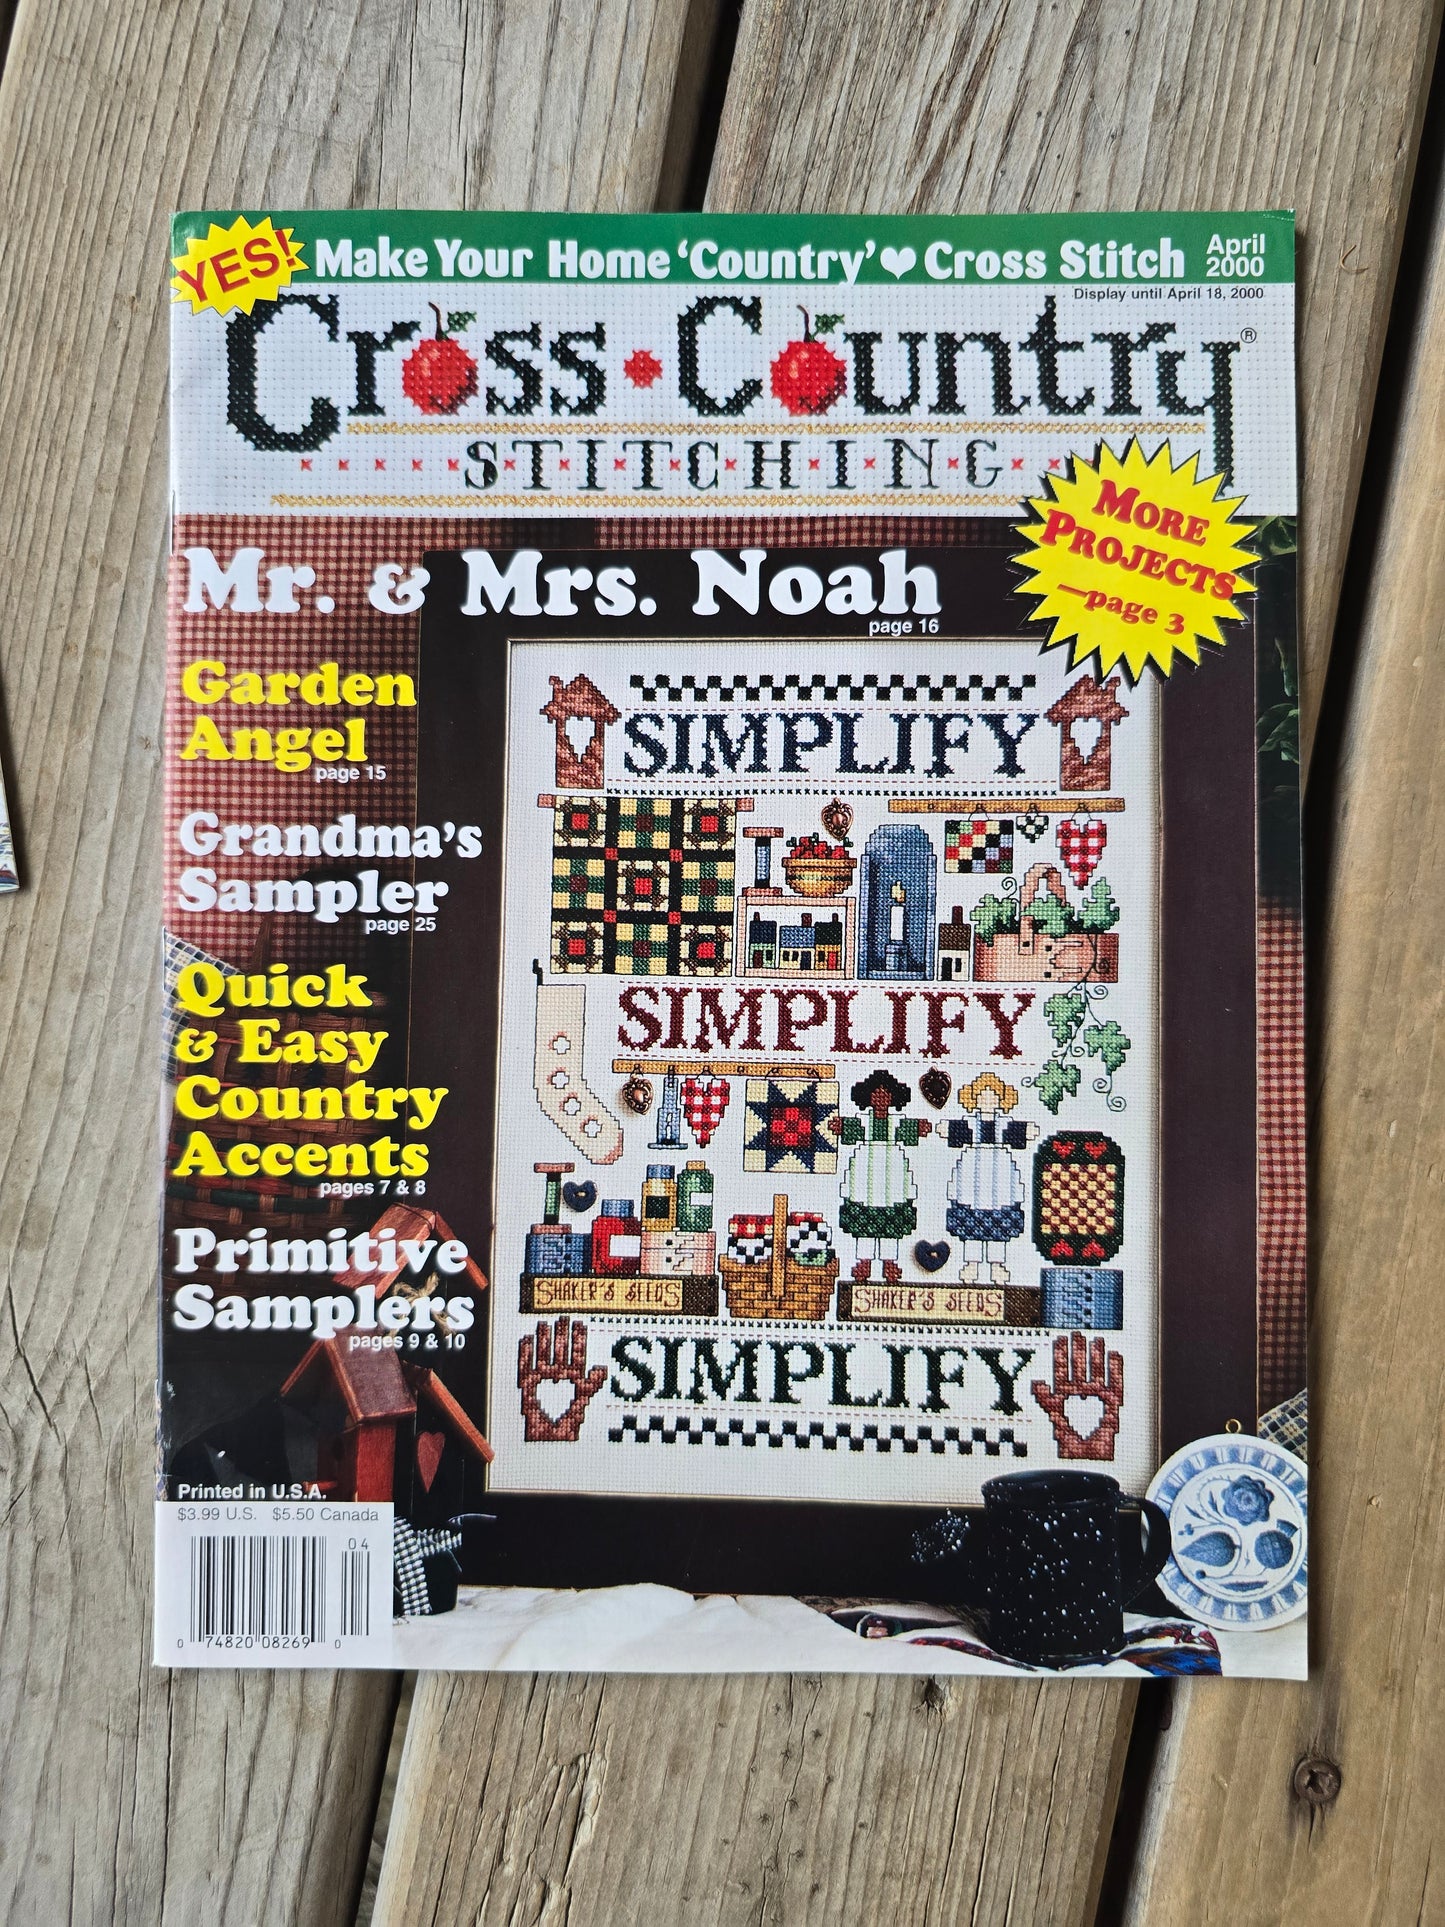 YES!
Make Your Home 'Country' Cross Stitch
April
2000
Display until April 18, 2000
Cross • Country®
STITCHING
MORE
PROJECTS
—page 3
Mr. & Mrs. Noah
page 16
Garden
Angel
page 15
Grandma's
Sampler
page 25
Quick
& Easy
Country
Accents
pages 7 & 8
Primitive
Samplers
pages 9 & 10
SIMPLIFY
SIMPLIFY
SHAKER'S SEEDS
SHAKER'S SEEDS
SIMPLIFY
Printed in U.S.A.
$3.99 U.S. $5.50 Canada
04
0 74820 08269 0